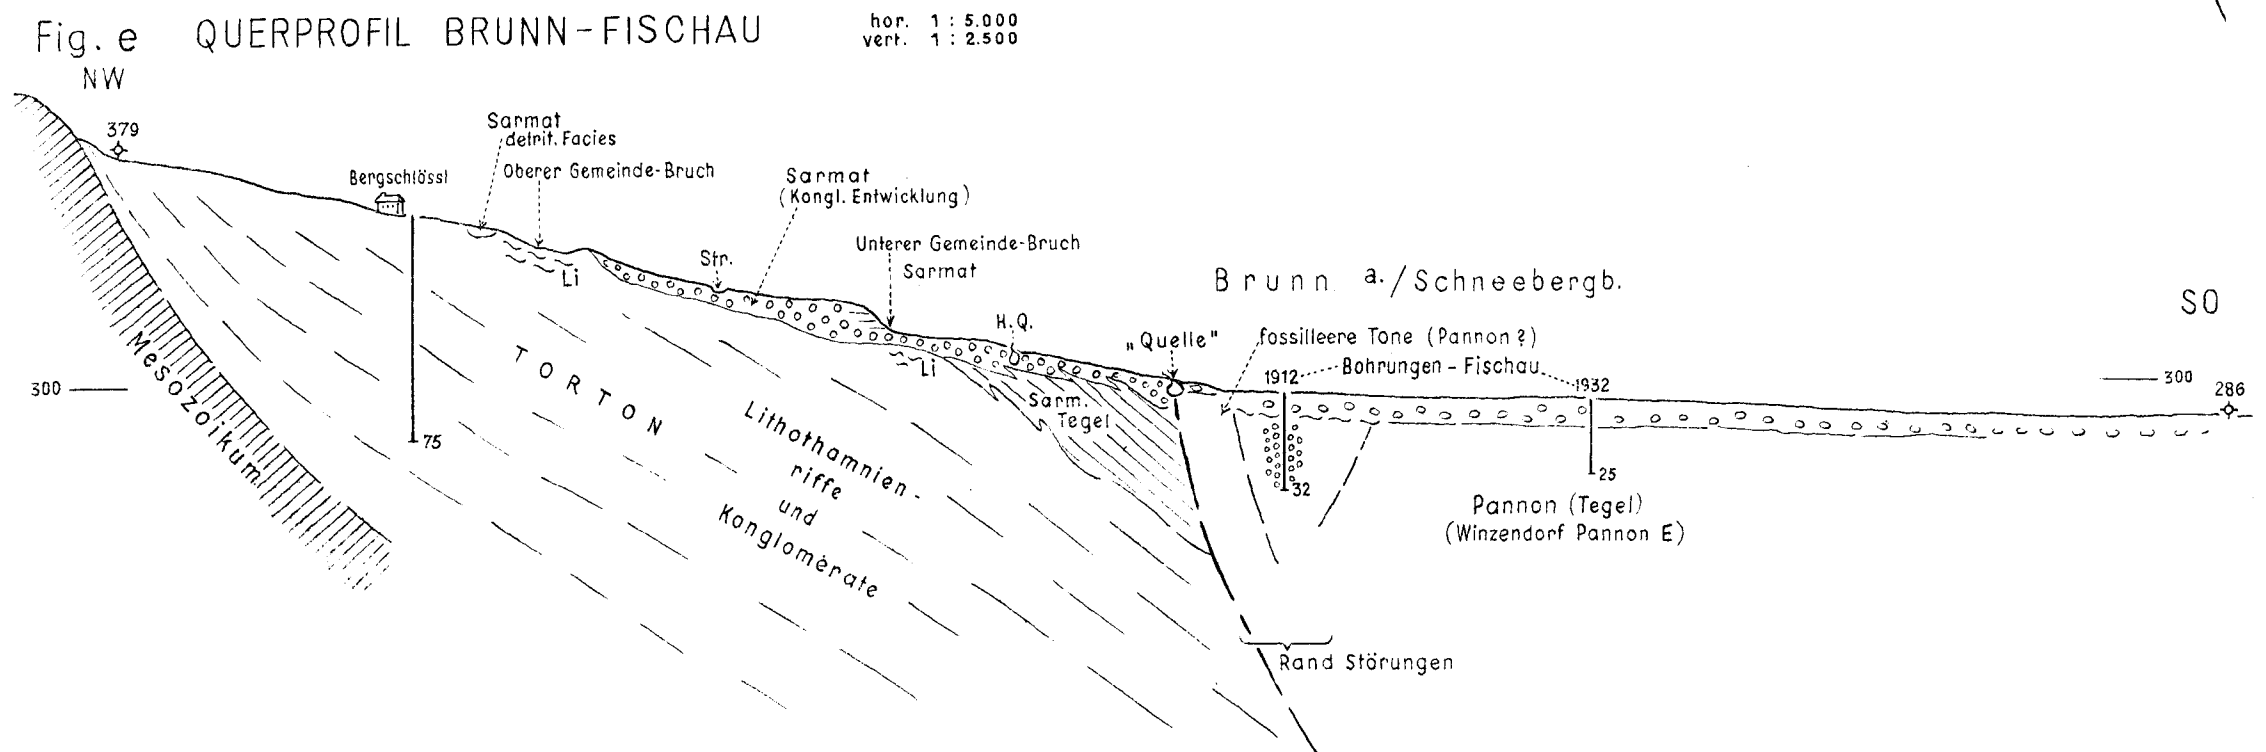 Fig. e QUERPROFIL BRUNN-FISCHAU
hor. 1 : 5.000
vert. 1 : 2.500
NW
379
Sarmat
detrit. Facies
Bergschlössl
Oberer Gemeinde-Bruch
Sarmat
(Kongl. Entwicklung)
Str.
Li
Unterer Gemeinde-Bruch
Sarmat
Brunn a./Schneebergb.
SO
H.Q.
„Quelle"
fossilleere Tone (Pannon?)
Bohrungen - Fischau
1912
1932
300
300
286
Mesozoikum
75
TORTON
Li
Sarm.
Tegel
Lithothamnien-
riffe
und
Konglomerate
32
25
Pannon (Tegel)
(Winzendorf Pannon E)
Rand Störungen